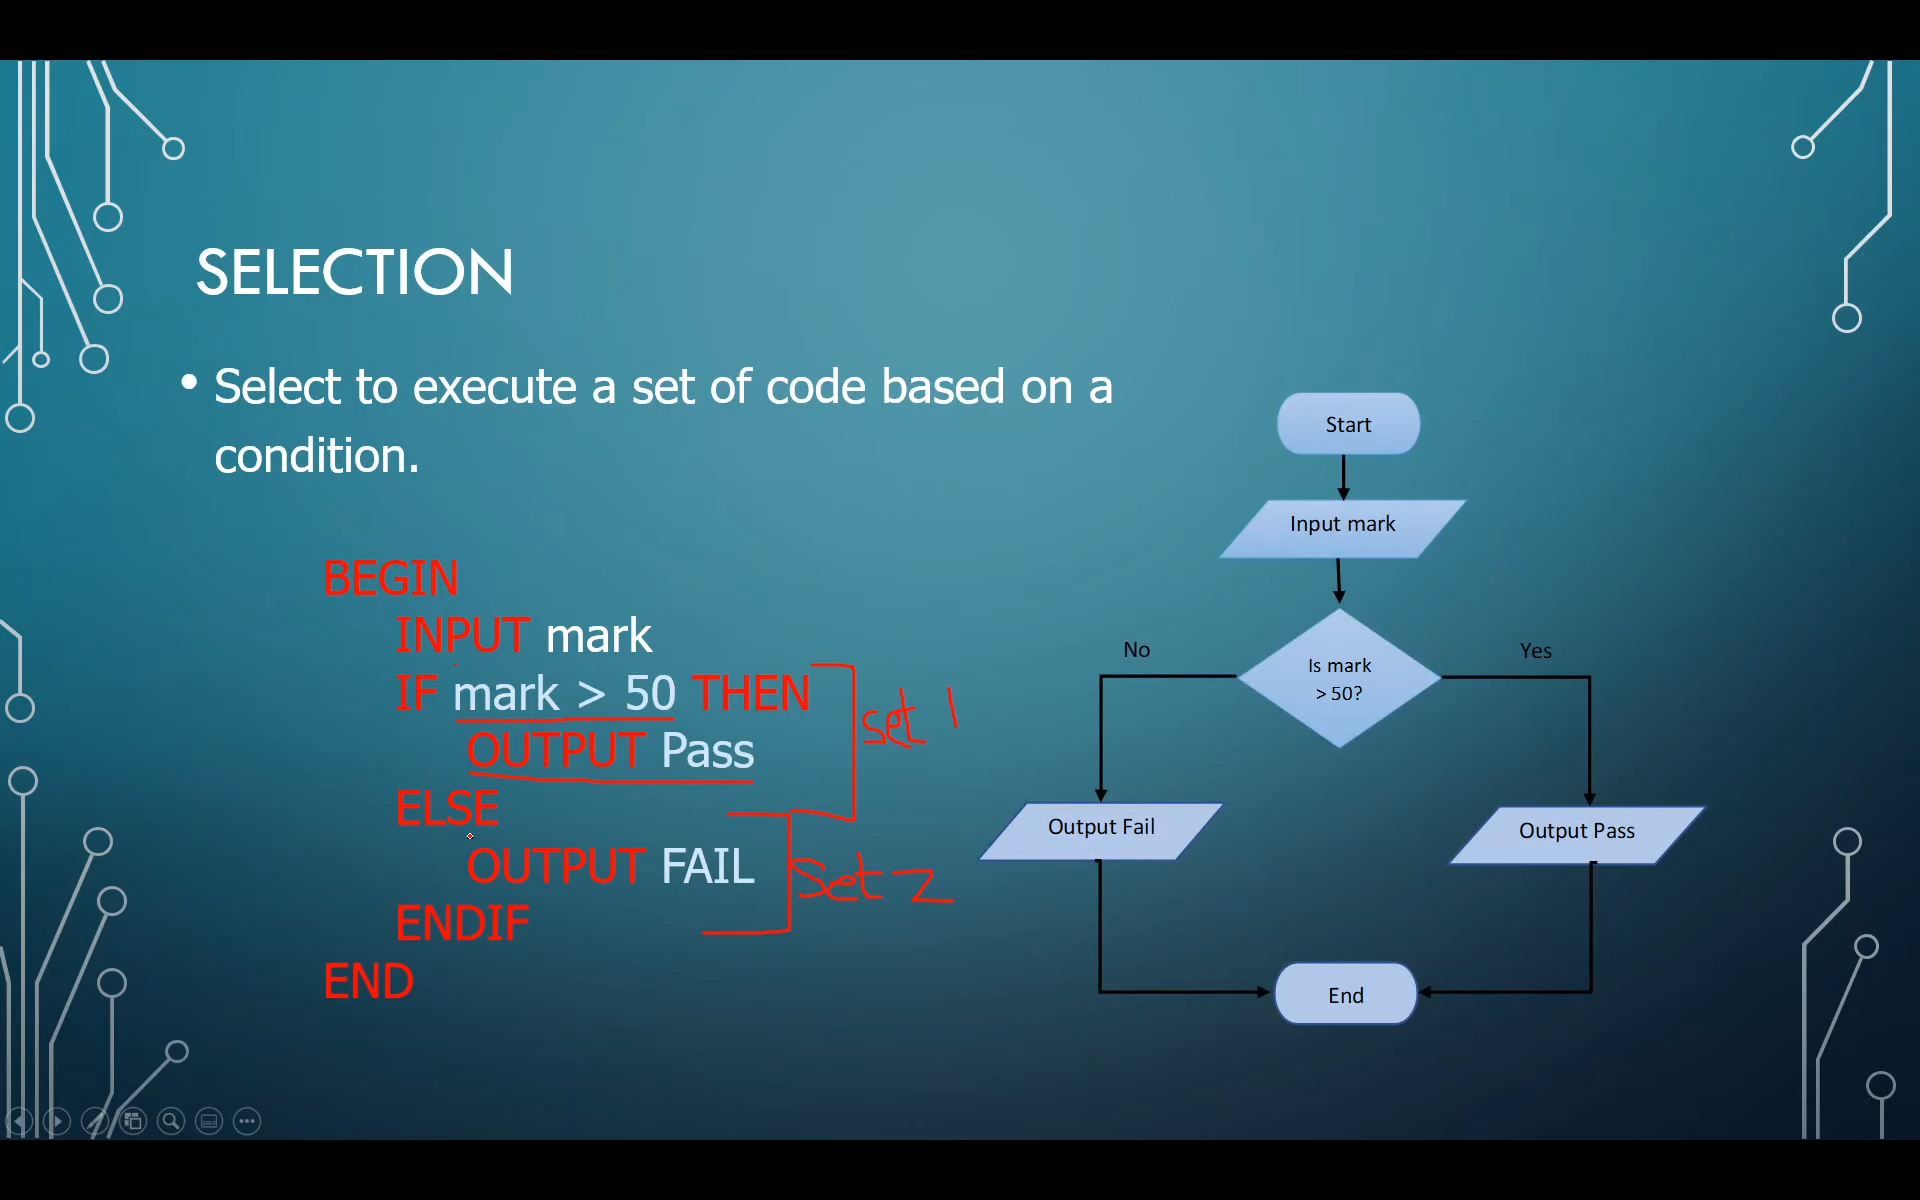 SELECTION
• Select to execute a set of code based on a
condition.
BEGIN
INPUT mark
IF mark > 50 THEN
OUTPUT Pass
ELSE
OUTPUT FAIL
ENDIF
END
set 1
Set 2
Start
Input mark
Is mark
> 50?
No
Yes
Output Fail
Output Pass
End